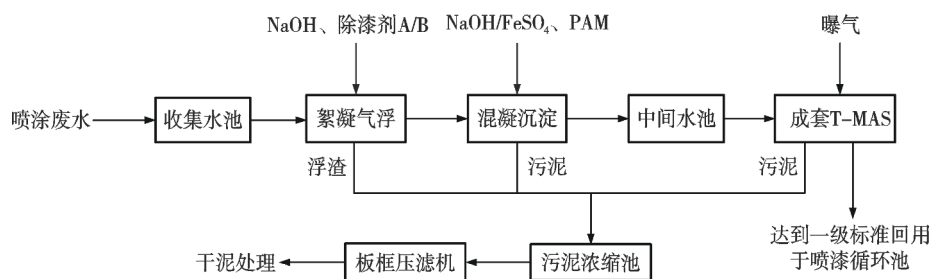 NaOH、除漆剂A/B
NaOH/FeSO₄、PAM
曝气
喷涂废水
收集水池
絮凝气浮
混凝沉淀
中间水池
成套T-MAS
浮渣
污泥
污泥
达到一级标准回用
于喷漆循环池
干泥处理
板框压滤机
污泥浓缩池